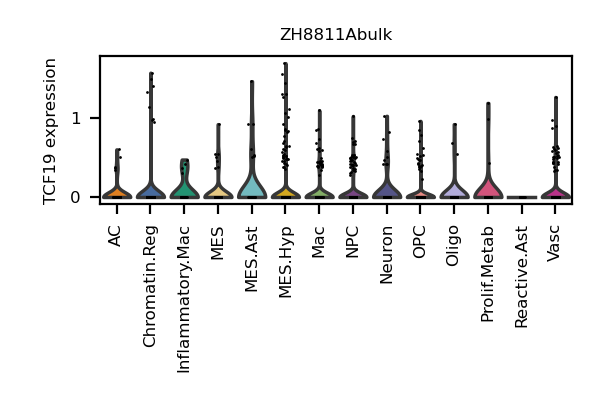 ZH8811Abulk
TCF19 expression
1
0
AC
Chromatin.Reg
Inflammatory.Mac
MES
MES.Ast
MES.Hyp
Mac
NPC
Neuron
OPC
Oligo
Prolif.Metab
Reactive.Ast
Vasc